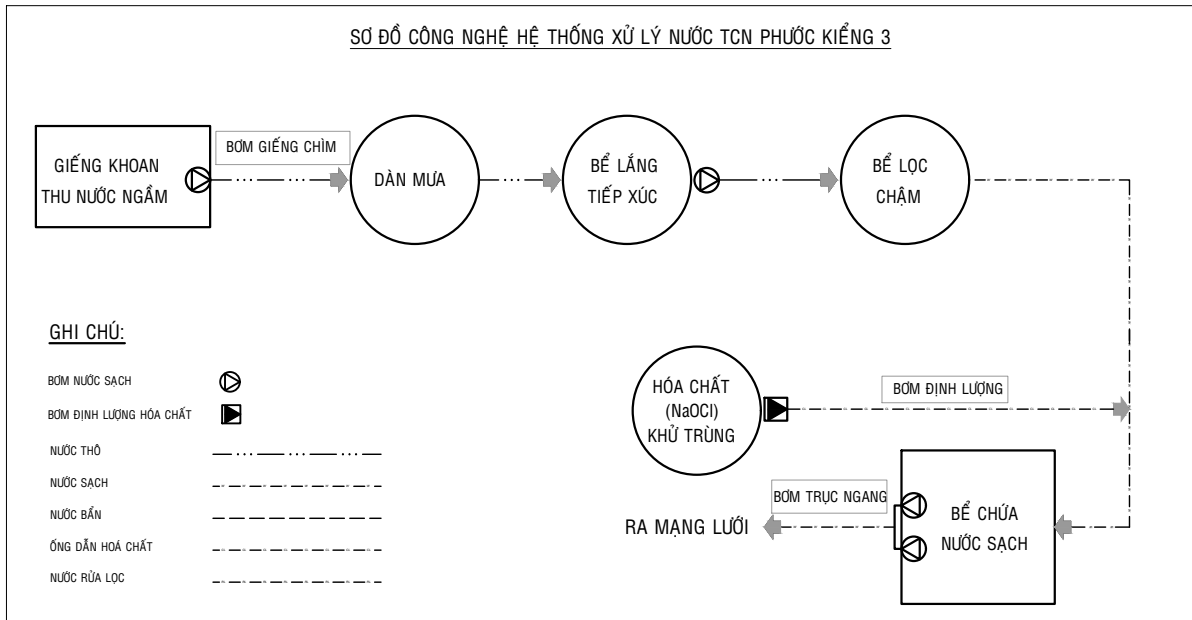 SƠ ĐỒ CÔNG NGHỆ HỆ THỐNG XỬ LÝ NƯỚC TCN PHƯỚC KIỂNG 3
GIẾNG KHOAN
THU NƯỚC NGẦM
BƠM GIẾNG CHÌM
DÀN MƯA
BỂ LẮNG
TIẾP XÚC
BỂ LỌC
CHẬM
GHI CHÚ:
BƠM NƯỚC SẠCH
BƠM ĐỊNH LƯỢNG HÓA CHẤT
NƯỚC THÔ
NƯỚC SẠCH
NƯỚC BẨN
ỐNG DẪN HOÁ CHẤT
NƯỚC RỬA LỌC
HÓA CHẤT
(NaOCl)
KHỬ TRÙNG
BƠM ĐỊNH LƯỢNG
BƠM TRỤC NGANG
RA MẠNG LƯỚI
BỂ CHỨA
NƯỚC SẠCH